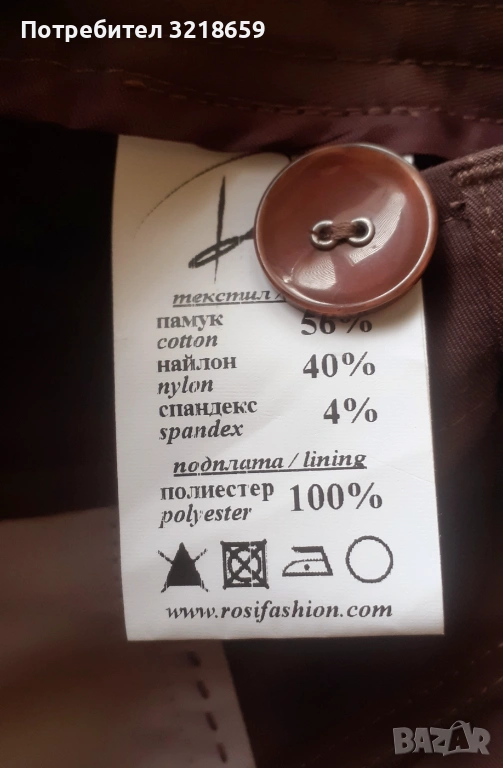 Потребител 3218659
текстил
памук 56%
cotton
найлон 40%
nylon
спандекс 4%
spandex
подплата / lining
полиестер 100%
polyester
www.rosifashion.com
BAZAR